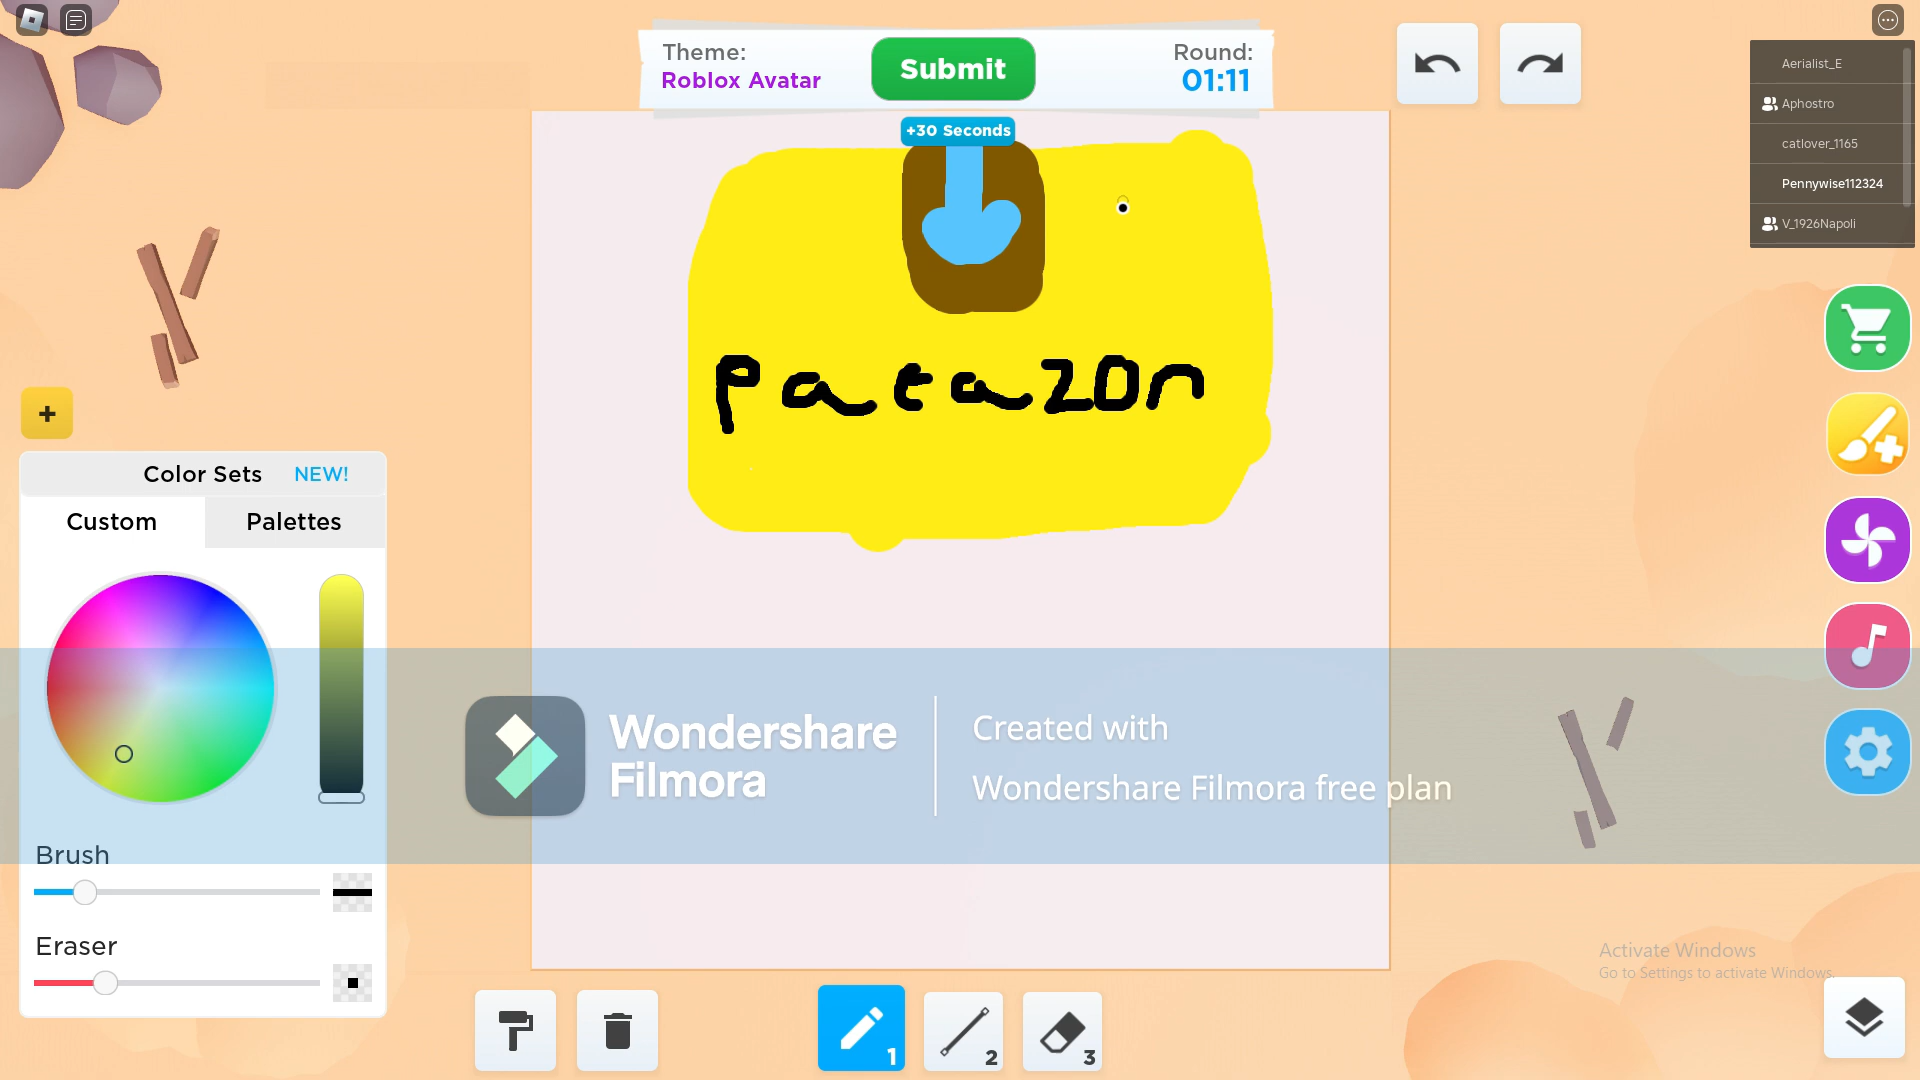 Theme:
Roblox Avatar
Submit
Round:
01:11
+30 Seconds
Aerialist_E
Aphostro
catlover_1165
Pennywise112324
V_1926Napoli
patazon
+
Color Sets NEW!
Custom Palettes
Wondershare
Filmora
Created with
Wondershare Filmora free plan
Brush
Eraser
Activate Windows
Go to Settings to activate Windows.
1
2
3